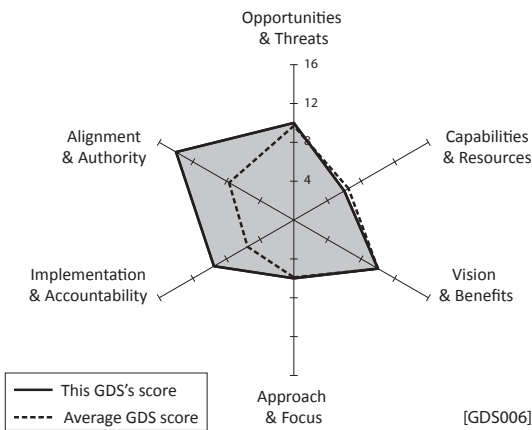 Opportunities
& Threats
16
12
8
4
Alignment
& Authority
Capabilities
& Resources
Implementation
& Accountability
Vision
& Benefits
Approach
& Focus
This GDS's score
Average GDS score
[GDS006]